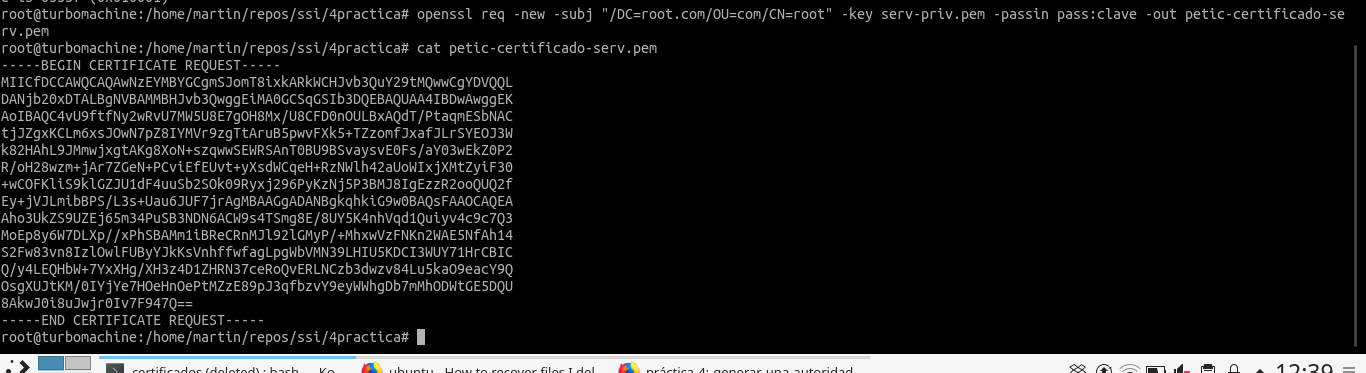 root@turbomachine:/home/martin/repos/ssi/4practica# openssl req -new -subj "/DC=root.com/OU=com/CN=root" -key serv-priv.pem -passin pass:clave -out petic-certificado-se
rv.pem
root@turbomachine:/home/martin/repos/ssi/4practica# cat petic-certificado-serv.pem
-----BEGIN CERTIFICATE REQUEST-----
MIICfDCCAWQCAQAwNzEYMBYGCgmSJomT8ixkARkWCHJvb3QuY29tMQwwCgYDVQQL
DANjb20xDTALBgNVBAMMBHJvb3QwggEiMA0GCSqGSIb3DQEBAQUAA4IBDwAwggEK
AoIBAQC4vU9ftfNy2wRvU7MW5U8E7gOH8Mx/U8CFD0nOULBxAQdT/PtaqmESbNAC
tjJZgxKCLm6xsJOwN7pZ8IYMVr9zgTtAruB5pwvFXk5+TZzomfJxafJLrSYEOJ3W
k82HAhL9JMmwjxgtAKg8XoN+szqwwSEWRSAnT0BU9BSvaysvE0Fs/aY03wEkZ0P2
R/oH28wzm+jAr7ZGeN+PCviEfEUvt+yXsdWCqeH+RzNWlh42aUoWIxjXMtZyiF30
+wCOFKliS9klGZJU1dF4uuSb2SOk09Ryxj296PyKzNj5P3BMJ8IgEzzR2ooQUQ2f
Ey+jVJLmibBPS/L3s+Uau6JUF7jrAgMBAAGgADANBgkqhkiG9w0BAQsFAAOCAQEA
Aho3UkZS9UZEj65m34PuSB3NDN6ACW9s4TSmg8E/8UY5K4nhVqd1Quiyv4c9c7Q3
MoEp8y6W7DLXp//xPhSBAMm1iBReCRnMJl92lGMyP/+MhxwVzFNKn2WAE5NfAh14
S2Fw83vn8IzlOwlFUByYJkKsVnhffwfagLpgWbVMN39LHIU5KDCI3WUY71HrCBIC
Q/y4LEQHbW+7YxXHg/XH3z4D1ZHRN37ceRoQvERLNCzb3dwzv84Lu5kaO9eacY9Q
OsgXUJtKM/0IYjYe7HOeHnOePtMZzE89pJ3qfbzvY9eyWWhgDb7mMhODWtGE5DQU
8AkwJ0i8uJwjr0Iv7F947Q==
-----END CERTIFICATE REQUEST-----
root@turbomachine:/home/martin/repos/ssi/4practica#
certificados (deleted) : bash — Ko
ubuntu - How to recover files I del
práctica 4: generar una autoridad
12:39